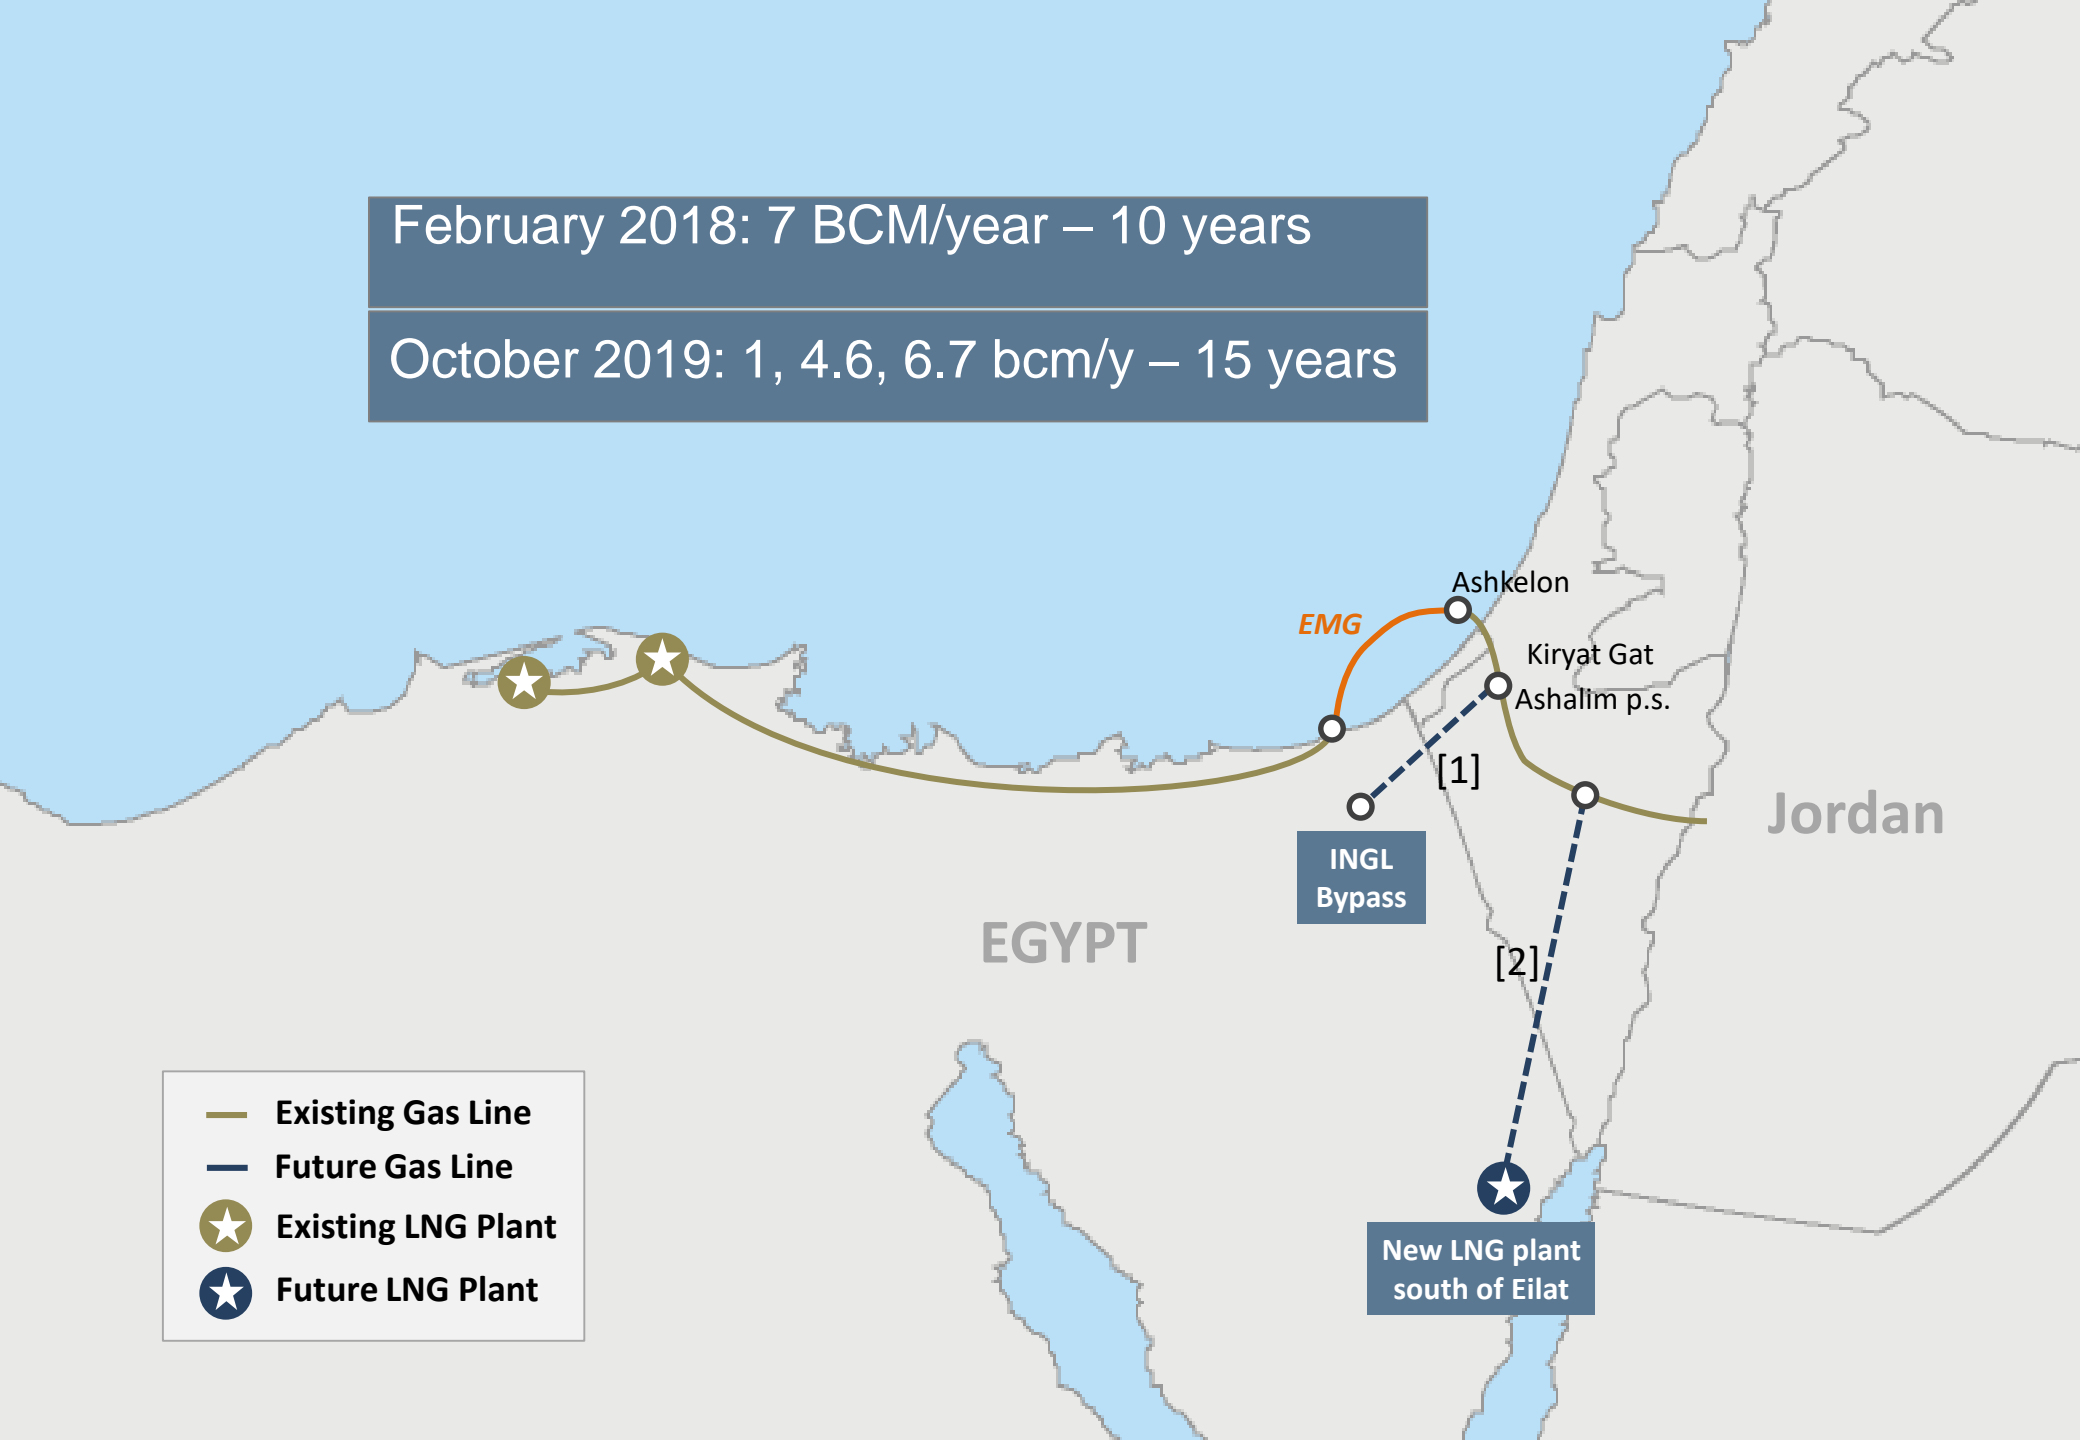 February 2018: 7 BCM/year – 10 years
October 2019: 1, 4.6, 6.7 bcm/y – 15 years
Ashkelon
EMG
Kiryat Gat
Ashalim p.s.
[1]
Jordan
INGL
Bypass
EGYPT
[2]
Existing Gas Line
Future Gas Line
Existing LNG Plant
Future LNG Plant
New LNG plant
south of Eilat